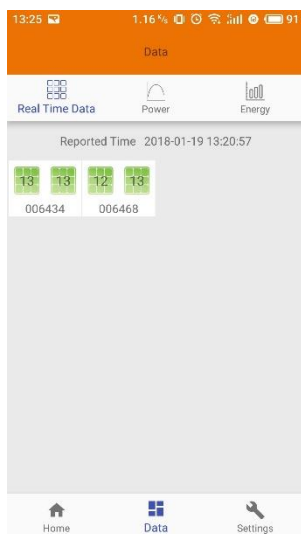 13:25 1.16 K/s 91
Data
Real Time Data Power Energy
Reported Time 2018-01-19 13:20:57
13 13 12 13
006434 006468
Home Data Settings